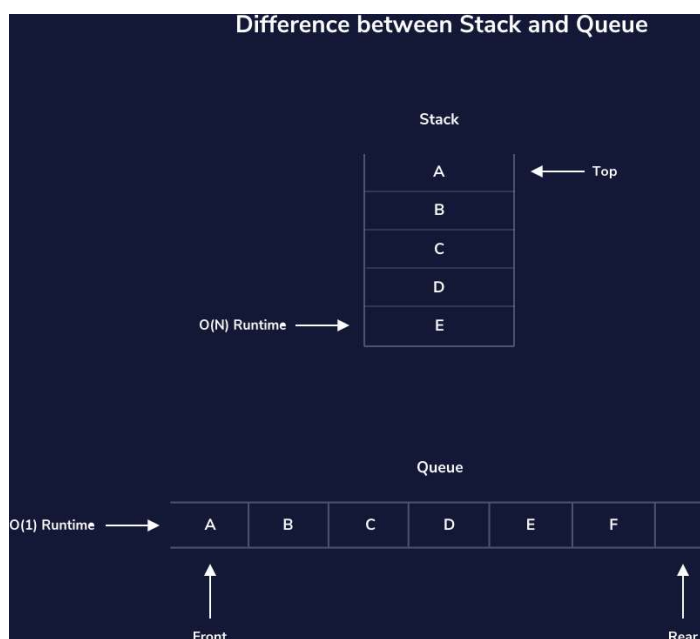 Difference between Stack and Queue
Stack
A
Top
B
C
D
O(N) Runtime
E
Queue
O(1) Runtime
A B C D E F
Front
Rear